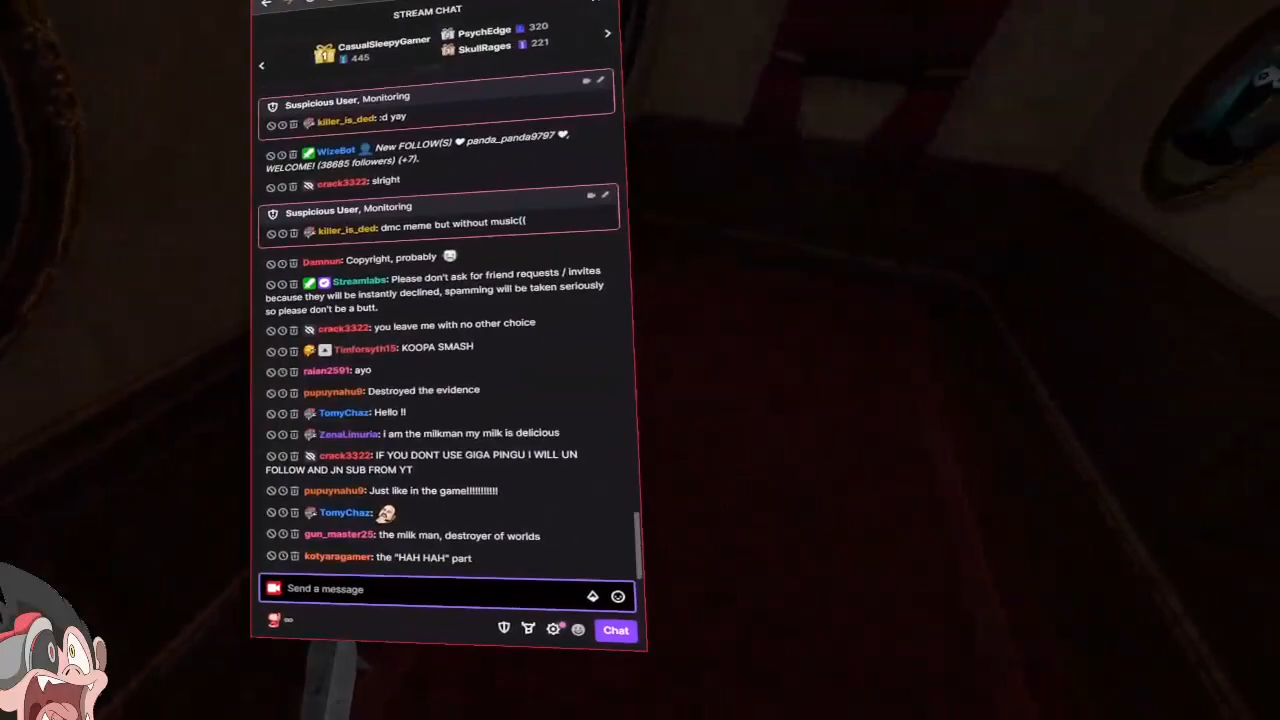 STREAM CHAT
CasualSleepyGamer
445
PsychEdge 320
SkullRages 221
Suspicious User, Monitoring
killer_is_ded: :d yay
WizeBot New FOLLOW(S) panda_panda9797
WELCOME! (38685 followers) (+7).
crack3322: slright
Suspicious User, Monitoring
killer_is_ded: dmc meme but without music((
Damnun: Copyright, probably
Streamlabs: Please don't ask for friend requests / invites
because they will be instantly declined, spamming will be taken seriously
so please don't be a butt.
crack3322: you leave me with no other choice
Timforsyth15: KOOPA SMASH
raian2591: ayo
pupuynahu9: Destroyed the evidence
TomyChaz: Hello !!
ZenaLimuria: i am the milkman my milk is delicious
crack3322: IF YOU DONT USE GIGA PINGU I WILL UN
FOLLOW AND JN SUB FROM YT
pupuynahu9: Just like in the game!!!!!!!!!!!
TomyChaz:
gun_master25: the milk man, destroyer of worlds
kotyaragamer: the "HAH HAH" part
Send a message
Chat